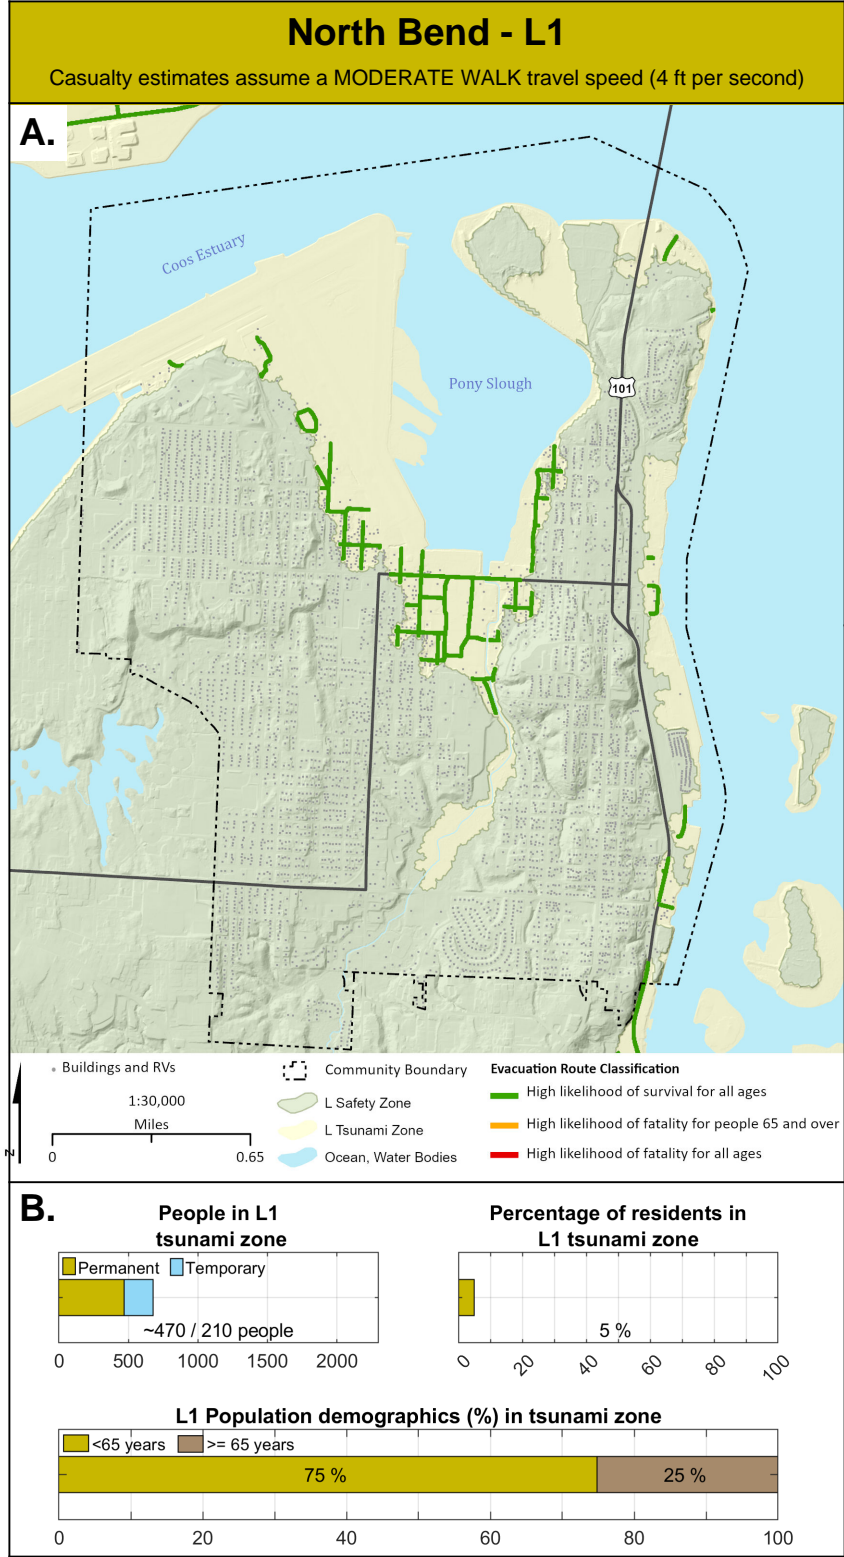 North Bend - L1
Casualty estimates assume a MODERATE WALK travel speed (4 ft per second)
A.
Coos Estuary
Pony Slough
101
Buildings and RVs
1:30,000
Miles
0 0.65
N
Community Boundary
L Safety Zone
L Tsunami Zone
Ocean, Water Bodies
Evacuation Route Classification
High likelihood of survival for all ages
High likelihood of fatality for people 65 and over
High likelihood of fatality for all ages
B.
People in L1
tsunami zone
Permanent Temporary
~470 / 210 people
0 500 1000 1500 2000
Percentage of residents in
L1 tsunami zone
5 %
0 20 40 60 80 100
L1 Population demographics (%) in tsunami zone
<65 years >= 65 years
75 % 25 %
0 20 40 60 80 100